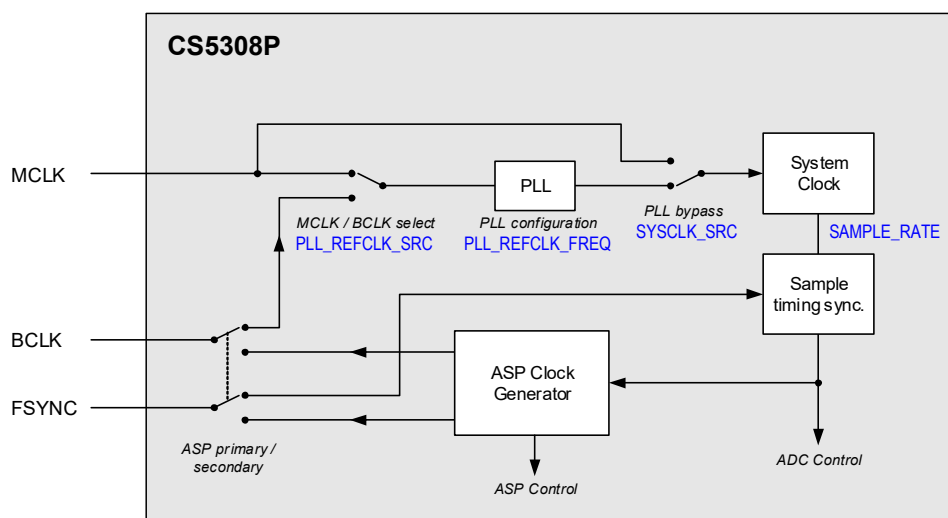 CS5308P
MCLK
PLL
System
Clock
MCLK / BCLK select
PLL_REFCLK_SRC
PLL configuration
PLL_REFCLK_FREQ
PLL bypass
SYSCLK_SRC
SAMPLE_RATE
Sample
timing sync.
BCLK
FSYNC
ASP Clock
Generator
ASP primary /
secondary
ASP Control
ADC Control